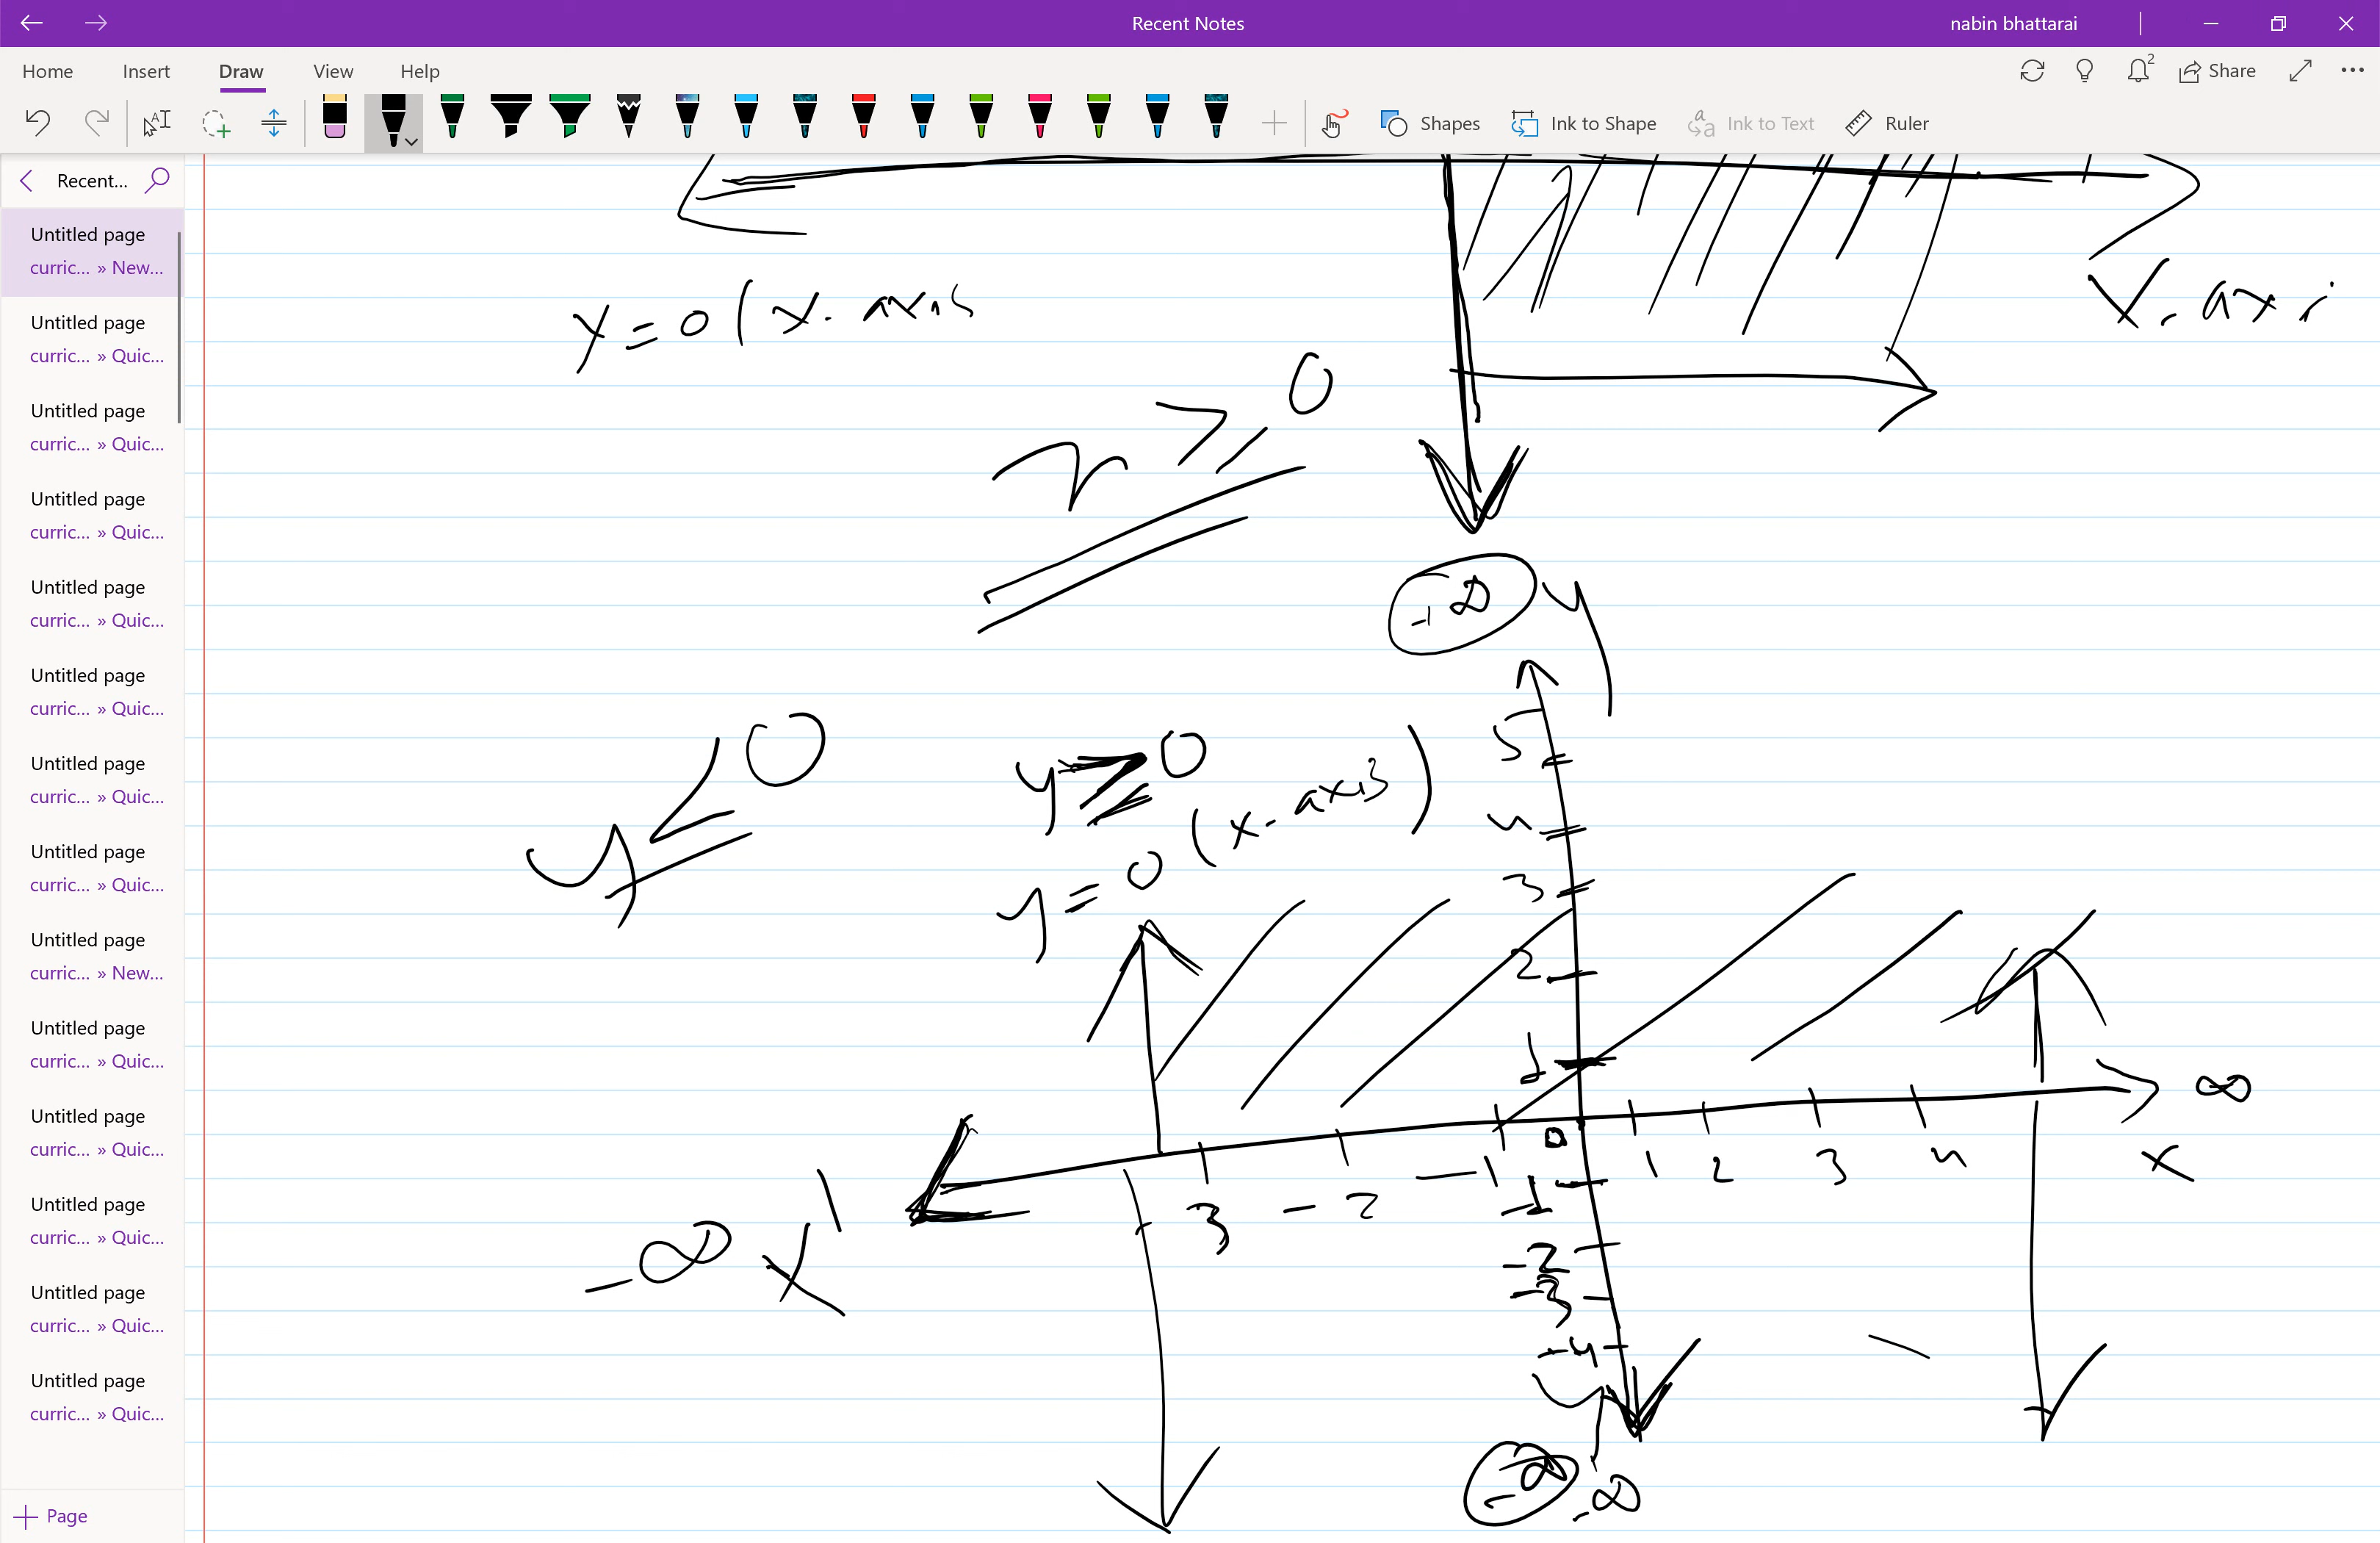 Recent Notes
nabin bhattarai
Home Insert Draw View Help
2 Share
Shapes Ink to Shape Ink to Text Ruler
Recent...
Untitled page
curric... » New...
Untitled page
curric... » Quic...
Untitled page
curric... » Quic...
Untitled page
curric... » Quic...
Untitled page
curric... » Quic...
Untitled page
curric... » Quic...
Untitled page
curric... » Quic...
Untitled page
curric... » Quic...
Untitled page
curric... » New...
Untitled page
curric... » Quic...
Untitled page
curric... » Quic...
Untitled page
curric... » Quic...
Untitled page
curric... » Quic...
Untitled page
curric... » Quic...
Page
y = 0 ( x- axis
X- axi
x ≥ 0
-∞
y
y ≤ 0
y ≥ 0
y = 0 (x-axis)
5
4
3
2
1
∞
-3 -2 -1 0 1 2 3 4 x
-∞ x'
-1
-2
-3
-4
y'
-∞ -∞